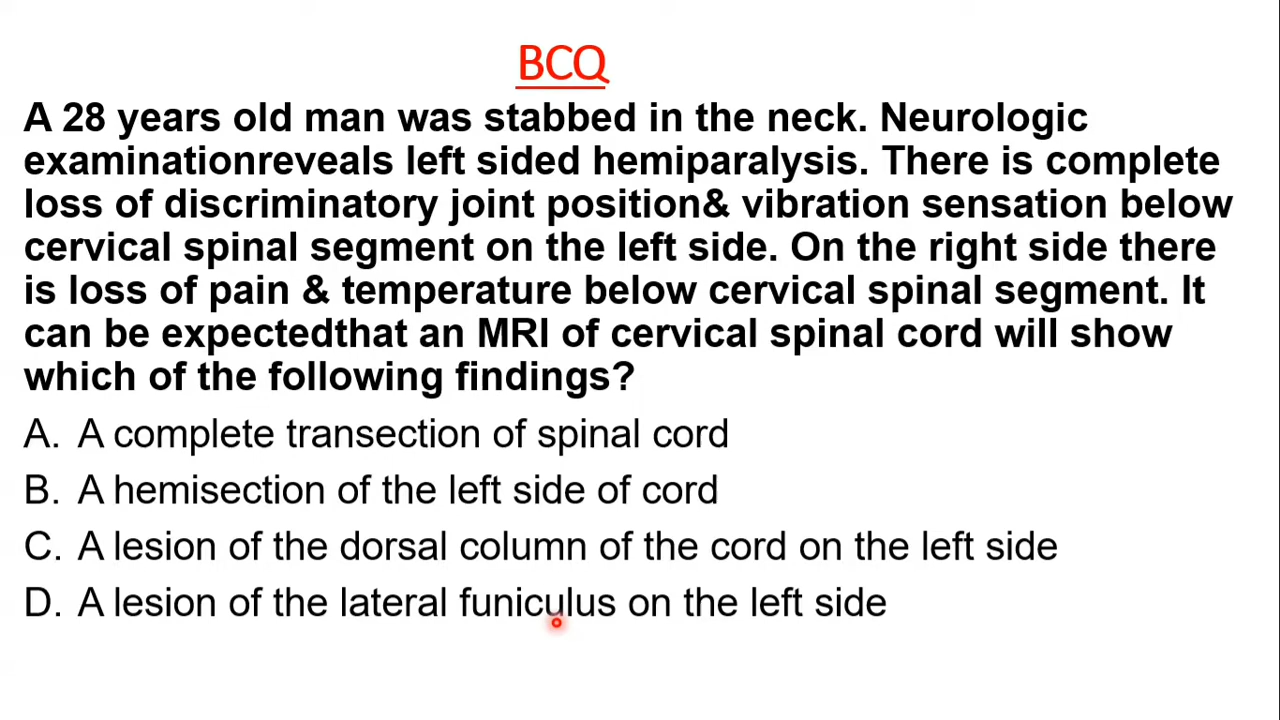 BCQ
A 28 years old man was stabbed in the neck. Neurologic
examinationreveals left sided hemiparalysis. There is complete
loss of discriminatory joint position& vibration sensation below
cervical spinal segment on the left side. On the right side there
is loss of pain & temperature below cervical spinal segment. It
can be expectedthat an MRI of cervical spinal cord will show
which of the following findings?
A. A complete transection of spinal cord
B. A hemisection of the left side of cord
C. A lesion of the dorsal column of the cord on the left side
D. A lesion of the lateral funiculus on the left side